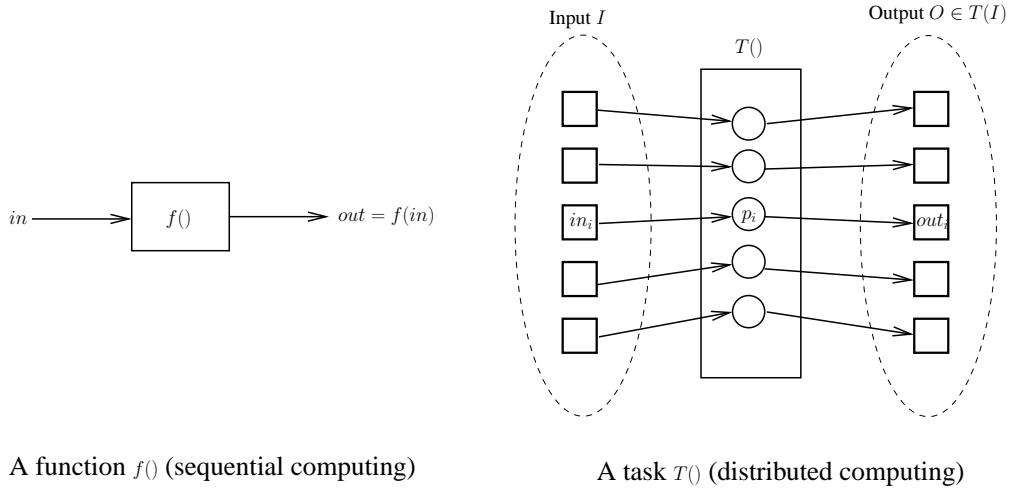 Input I
Output O ∈ T(I)
T()
in
f()
out = f(in)
in_i
p_i
out_i
A function f() (sequential computing)
A task T() (distributed computing)